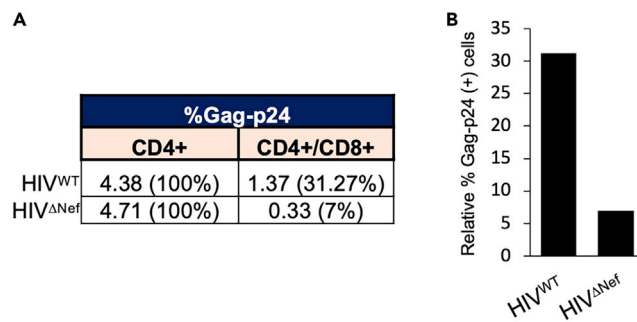 A
%Gag-p24
CD4+ CD4+/CD8+
HIVWT 4.38 (100%) 1.37 (31.27%)
HIVΔNef 4.71 (100%) 0.33 (7%)
B
Relative % Gag-p24 (+) cells
35
30
25
20
15
10
5
0
HIVWT
HIVΔNef